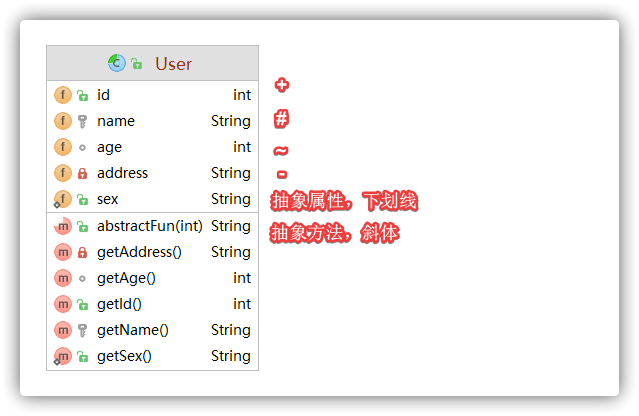 User
id int +
name String #
age int ~
address String -
sex String 抽象属性，下划线
abstractFun(int) String 抽象方法，斜体
getAddress() String
getAge() int
getId() int
getName() String
getSex() String